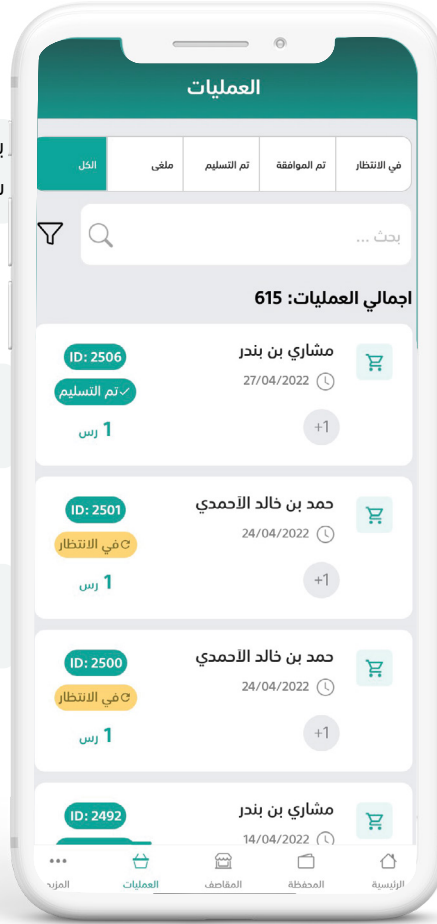 العمليات
في الانتظار
تم الموافقة
تم التسليم
ملغى
الكل
بحث ...
اجمالي العمليات: 615
مشاري بن بندر
ID: 2506
27/04/2022
تم التسليم
+1
1 رس
حمد بن خالد الأحمدي
ID: 2501
24/04/2022
في الانتظار
+1
1 رس
حمد بن خالد الأحمدي
ID: 2500
24/04/2022
في الانتظار
+1
1 رس
مشاري بن بندر
ID: 2492
14/04/2022
الرئيسية
المحفظة
المقاصف
العمليات
المزيد